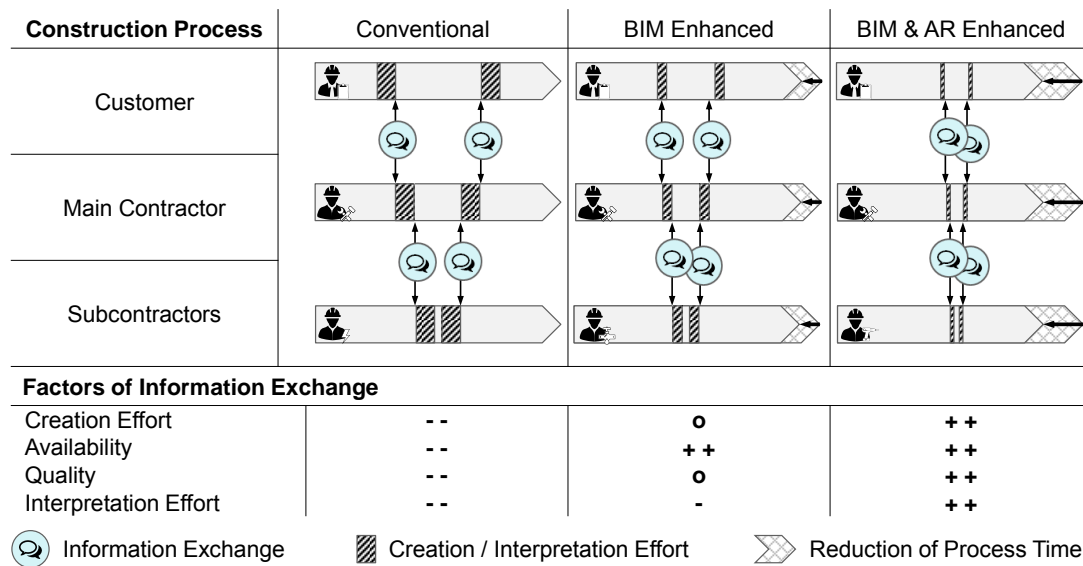 Construction Process Conventional BIM Enhanced BIM & AR Enhanced
Customer
Main Contractor
Subcontractors
Factors of Information Exchange
Creation Effort - - o + +
Availability - - + + + +
Quality - - o + +
Interpretation Effort - - - + +
Information Exchange Creation / Interpretation Effort Reduction of Process Time